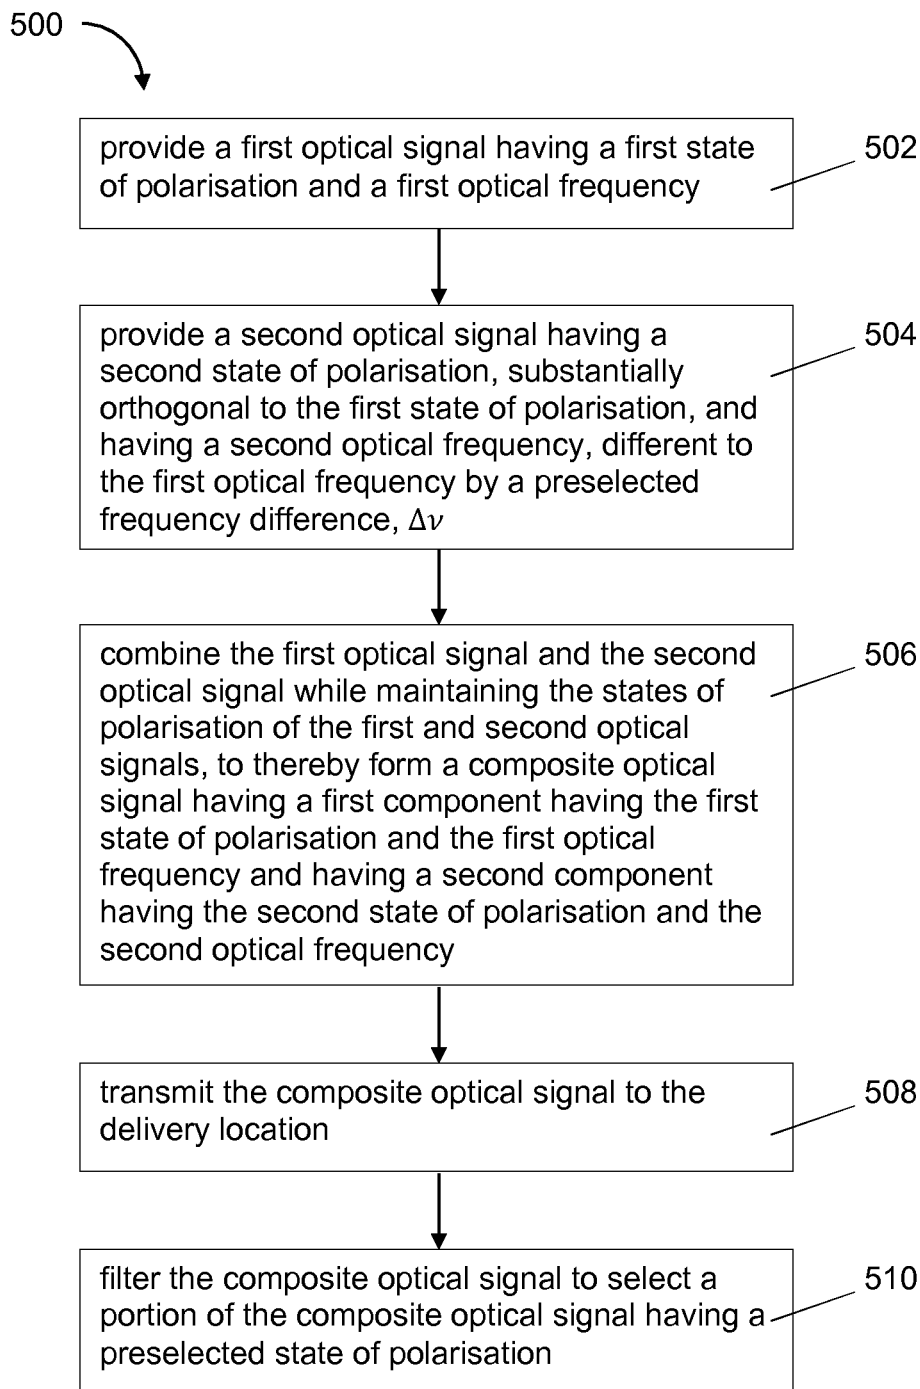 500
provide a first optical signal having a first state
of polarisation and a first optical frequency
502
provide a second optical signal having a
second state of polarisation, substantially
orthogonal to the first state of polarisation, and
having a second optical frequency, different to
the first optical frequency by a preselected
frequency difference, Δν
504
combine the first optical signal and the second
optical signal while maintaining the states of
polarisation of the first and second optical
signals, to thereby form a composite optical
signal having a first component having the first
state of polarisation and the first optical
frequency and having a second component
having the second state of polarisation and the
second optical frequency
506
transmit the composite optical signal to the
delivery location
508
filter the composite optical signal to select a
portion of the composite optical signal having a
preselected state of polarisation
510